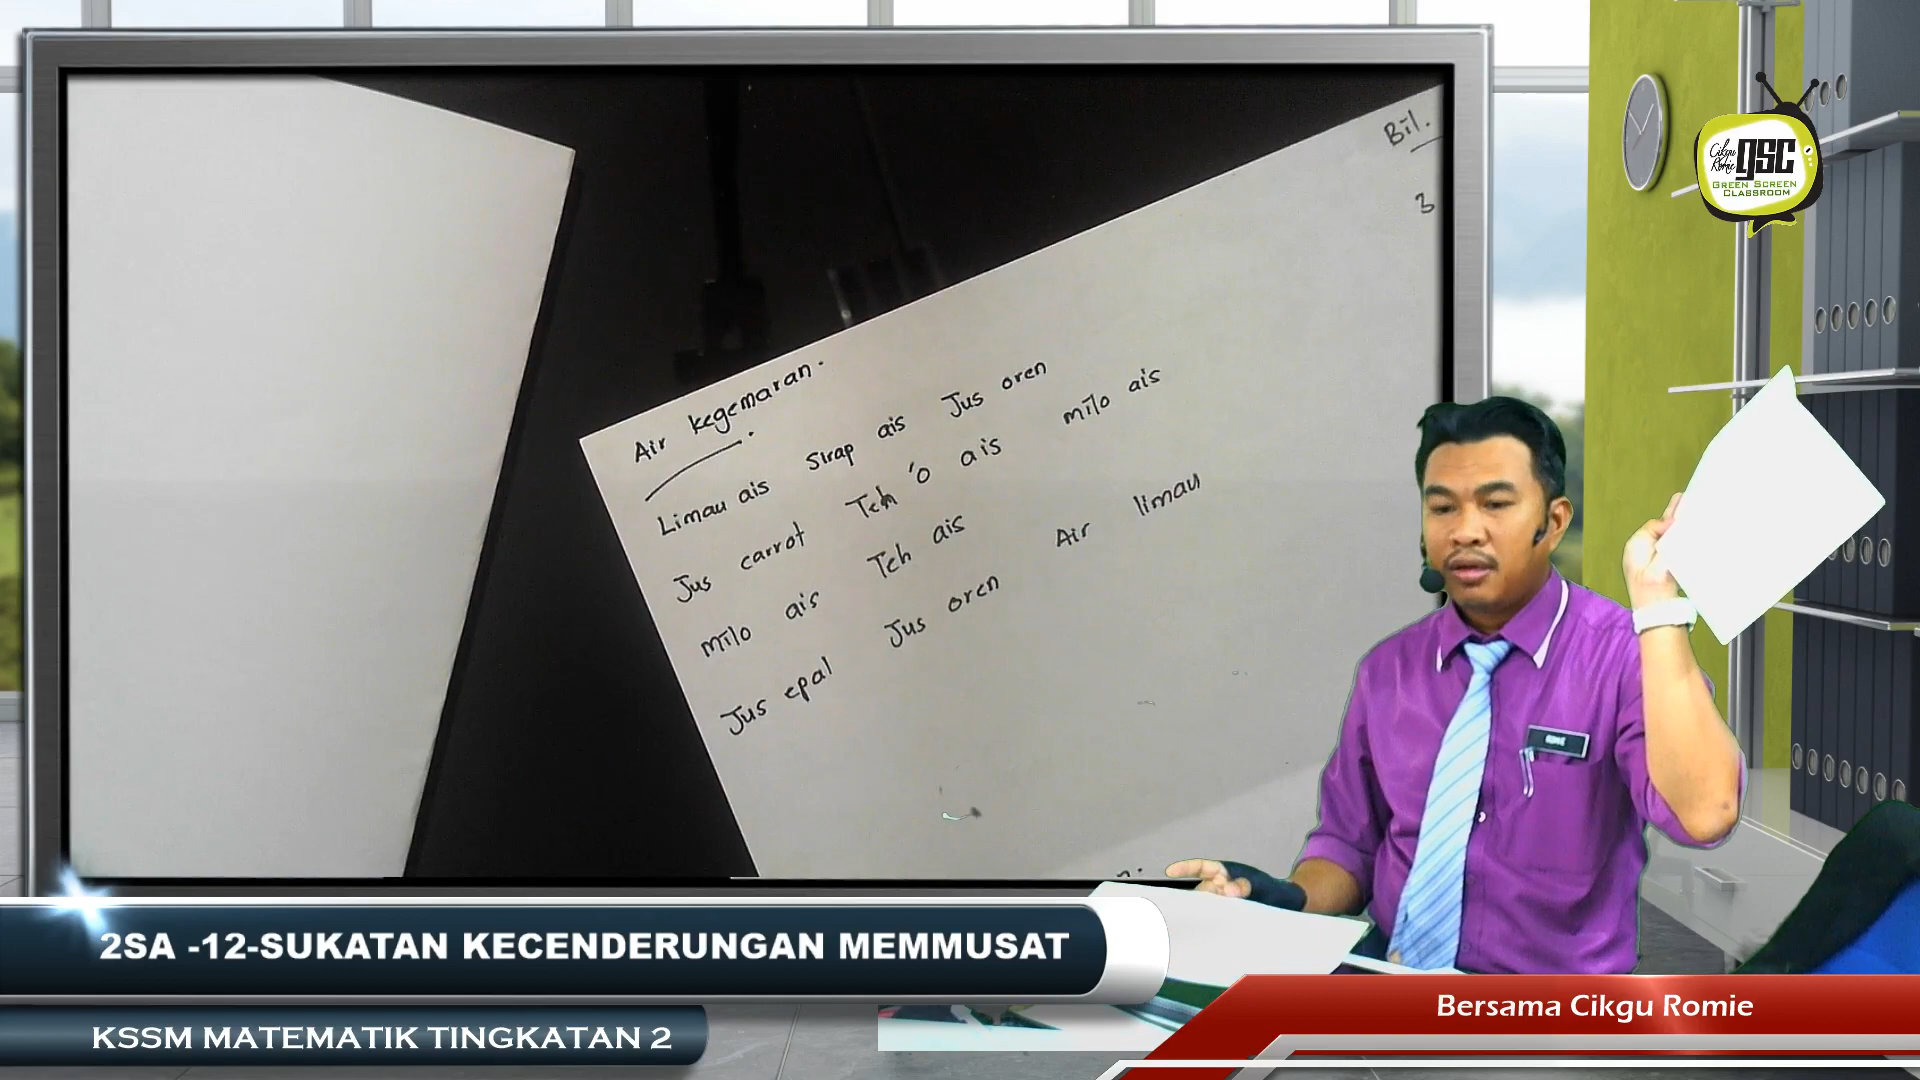 Bil.
3
Air kegemaran.
Limau ais Sirap ais Jus oren
Jus carrot Teh 'o ais milo ais
milo ais Teh ais Air limau
Jus epal Jus oren
n.
Cikgu Romie GSC
GREEN SCREEN
CLASSROOM
2SA -12-SUKATAN KECENDERUNGAN MEMMUSAT
KSSM MATEMATIK TINGKATAN 2
Bersama Cikgu Romie